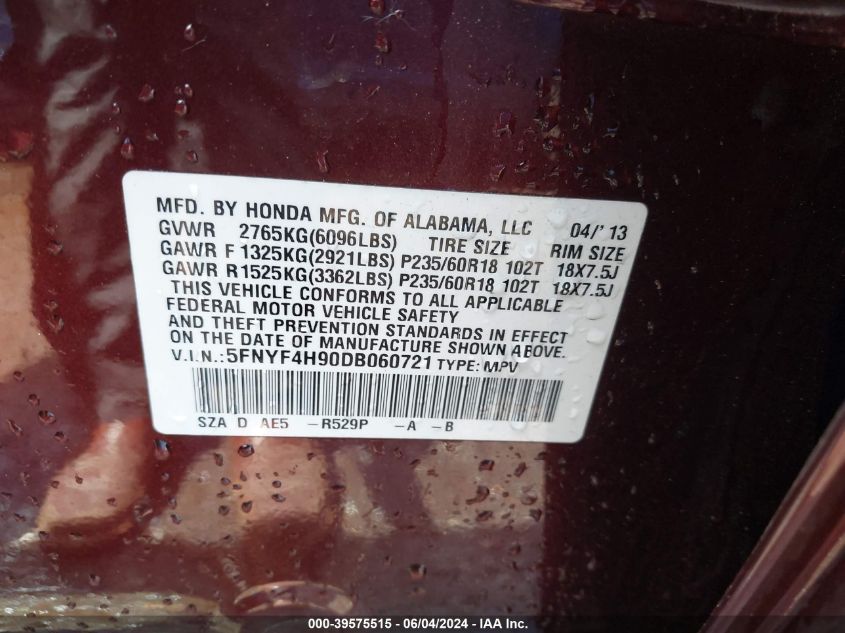 MFD. BY HONDA MFG. OF ALABAMA, LLC 04/'13
GVWR 2765KG(6096LBS) TIRE SIZE RIM SIZE
GAWR F 1325KG(2921LBS) P235/60R18 102T 18X7.5J
GAWR R1525KG(3362LBS) P235/60R18 102T 18X7.5J
THIS VEHICLE CONFORMS TO ALL APPLICABLE
FEDERAL MOTOR VEHICLE SAFETY
AND THEFT PREVENTION STANDARDS IN EFFECT
ON THE DATE OF MANUFACTURE SHOWN ABOVE.
V.I.N.:5FNYF4H90DB060721 TYPE: MPV
SZA D AE5 –R529P –A –B
000-39575515 - 06/04/2024 - IAA Inc.